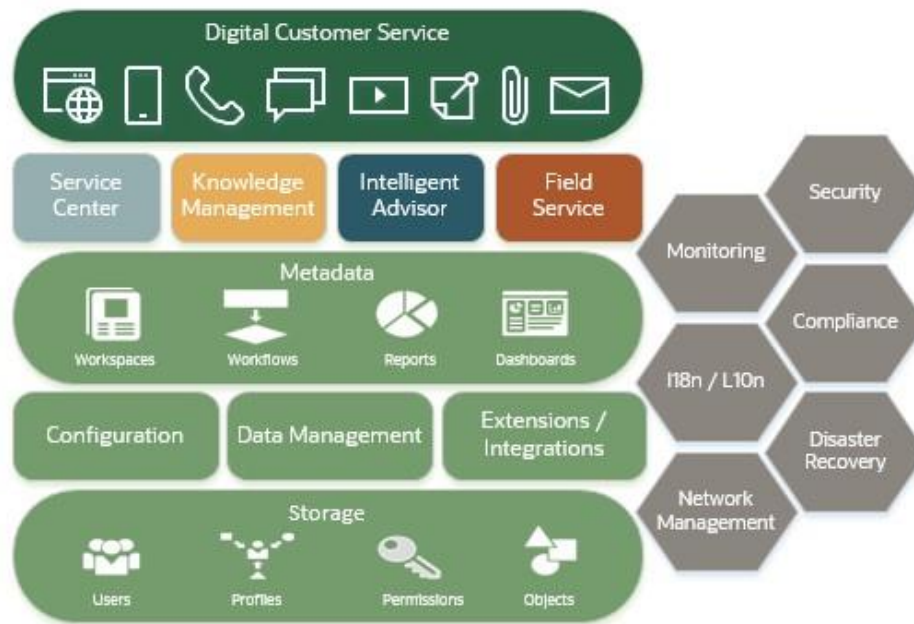 Digital Customer Service
Service
Center
Knowledge
Management
Intelligent
Advisor
Field
Service
Metadata
Workspaces
Workflows
Reports
Dashboards
Configuration
Data Management
Extensions /
Integrations
Storage
Users
Profiles
Permissions
Objects
Security
Monitoring
Compliance
I18n / L10n
Disaster
Recovery
Network
Management